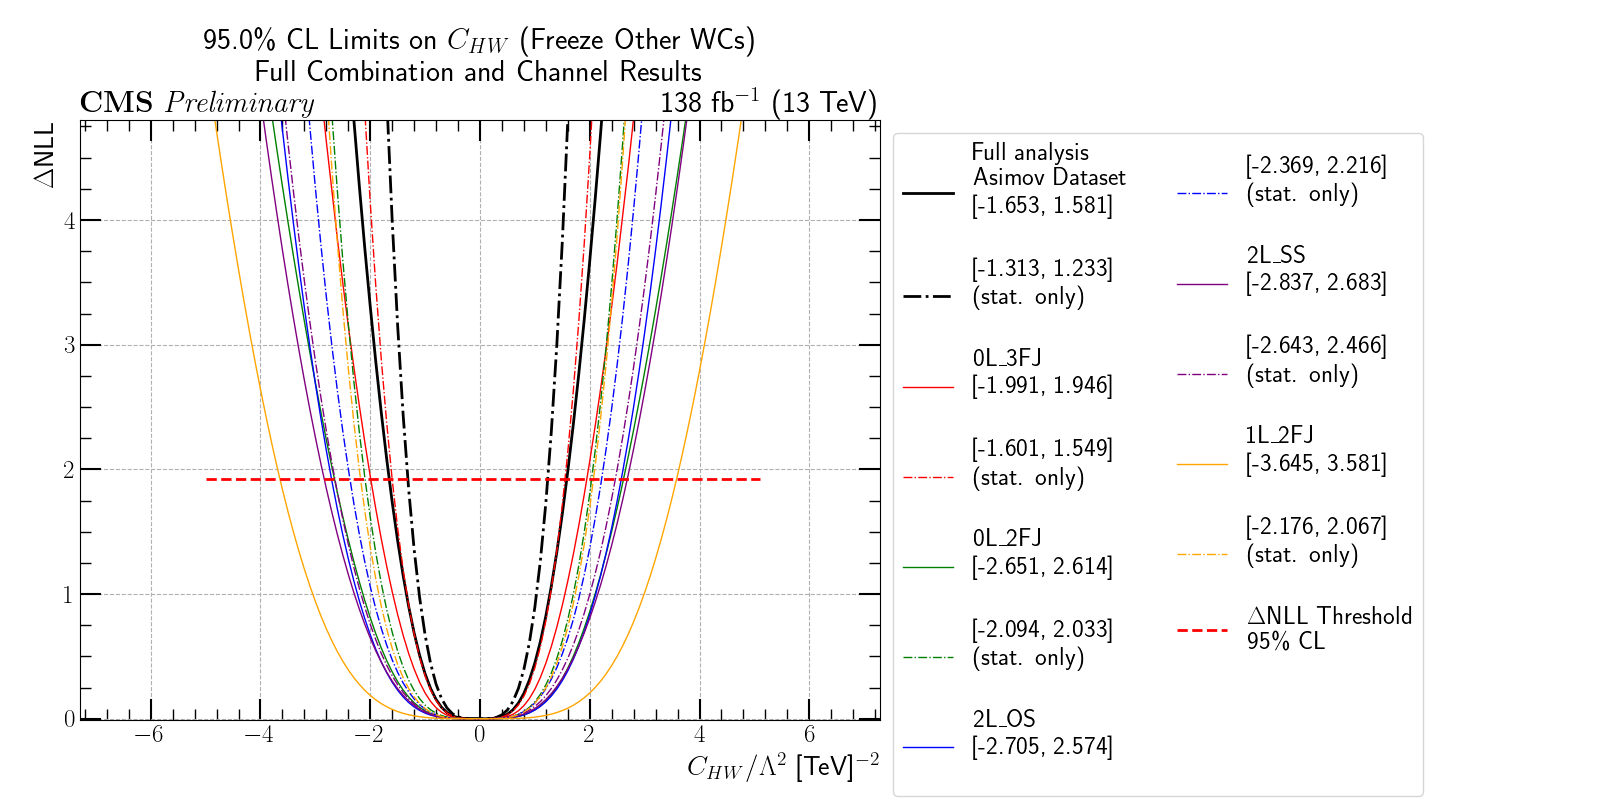 95.0% CL Limits on C_{HW} (Freeze Other WCs)
Full Combination and Channel Results
CMS Preliminary
138 fb^{-1} (13 TeV)
ΔNLL
4
3
2
1
0
−6
−4
−2
0
2
4
6
C_{HW}/Λ^2 [TeV]^{-2}
Full analysis
Asimov Dataset
[-1.653, 1.581]
[-1.313, 1.233]
(stat. only)
0L_3FJ
[-1.991, 1.946]
[-1.601, 1.549]
(stat. only)
0L_2FJ
[-2.651, 2.614]
[-2.094, 2.033]
(stat. only)
2L_OS
[-2.705, 2.574]
[-2.369, 2.216]
(stat. only)
2L_SS
[-2.837, 2.683]
[-2.643, 2.466]
(stat. only)
1L_2FJ
[-3.645, 3.581]
[-2.176, 2.067]
(stat. only)
ΔNLL Threshold
95% CL